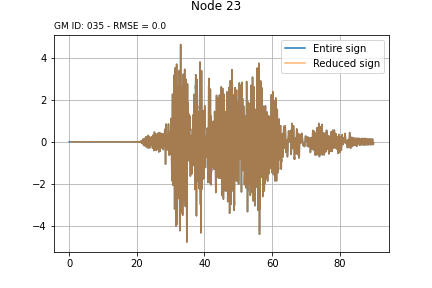 Node 23
GM ID: 035 - RMSE = 0.0
Entire sign
Reduced sign
4
2
0
−2
−4
0 20 40 60 80